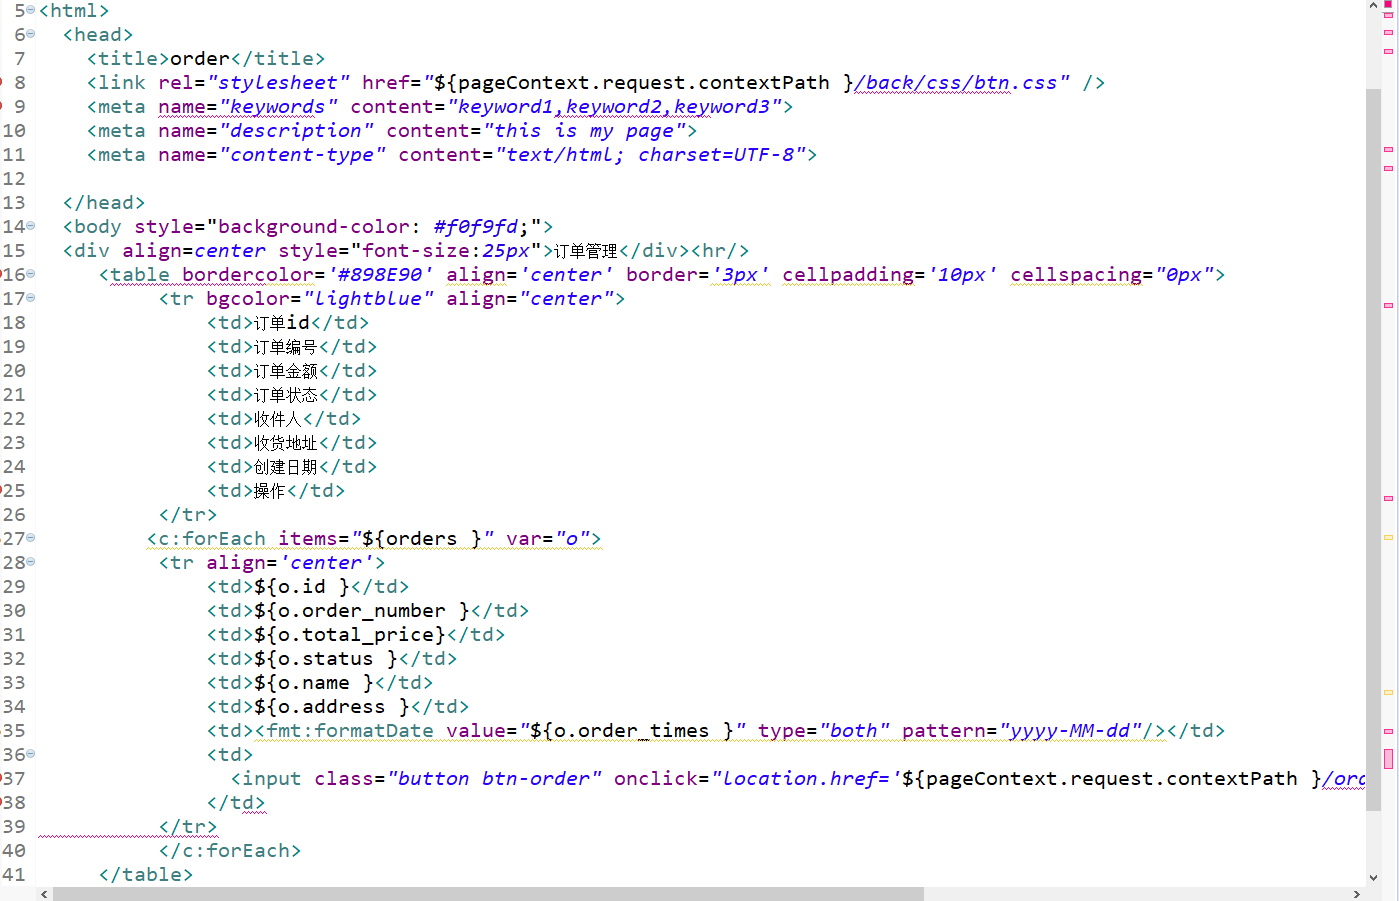 5 <html>
6 <head>
7 <title>order</title>
8 <link rel="stylesheet" href="${pageContext.request.contextPath }/back/css/btn.css" />
9 <meta name="keywords" content="keyword1,keyword2,keyword3">
10 <meta name="description" content="this is my page">
11 <meta name="content-type" content="text/html; charset=UTF-8">
12
13 </head>
14 <body style="background-color: #f0f9fd;">
15 <div align=center style="font-size:25px">订单管理</div><hr/>
16 <table bordercolor='#898E90' align='center' border='3px' cellpadding='10px' cellspacing="0px">
17 <tr bgcolor="lightblue" align="center">
18 <td>订单id</td>
19 <td>订单编号</td>
20 <td>订单金额</td>
21 <td>订单状态</td>
22 <td>收件人</td>
23 <td>收货地址</td>
24 <td>创建日期</td>
25 <td>操作</td>
26 </tr>
27 <c:forEach items="${orders }" var="o">
28 <tr align='center'>
29 <td>${o.id }</td>
30 <td>${o.order_number }</td>
31 <td>${o.total_price}</td>
32 <td>${o.status }</td>
33 <td>${o.name }</td>
34 <td>${o.address }</td>
35 <td><fmt:formatDate value="${o.order_times }" type="both" pattern="yyyy-MM-dd"/></td>
36 <td>
37 <input class="button btn-order" onclick="location.href='${pageContext.request.contextPath }/ord
38 </td>
39 </tr>
40 </c:forEach>
41 </table>